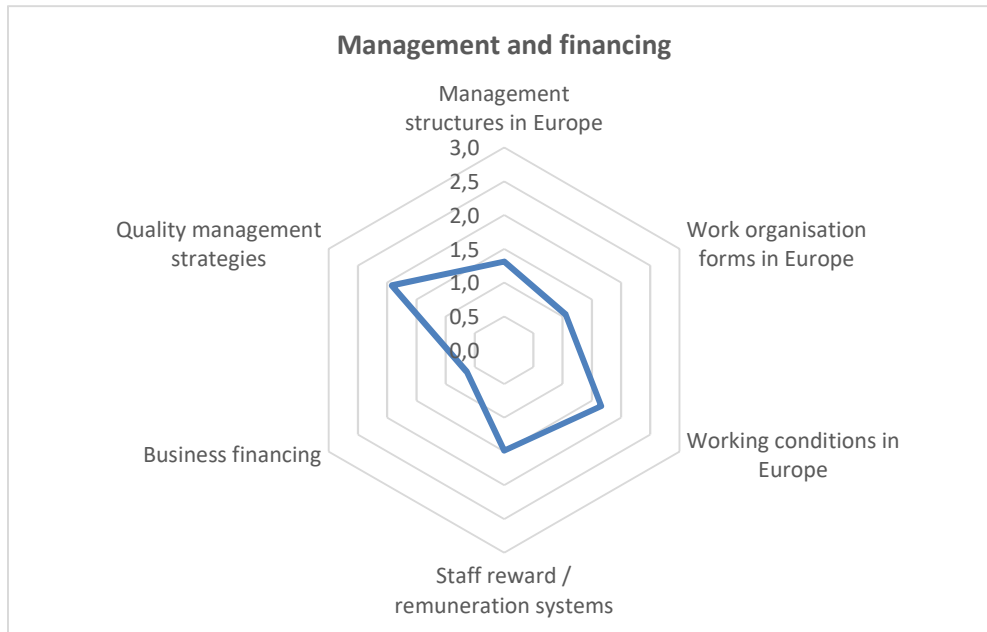 Management and financing
Management
structures in Europe
3,0
2,5
2,0
1,5
1,0
0,5
0,0
Work organisation
forms in Europe
Working conditions in
Europe
Staff reward /
remuneration systems
Business financing
Quality management
strategies